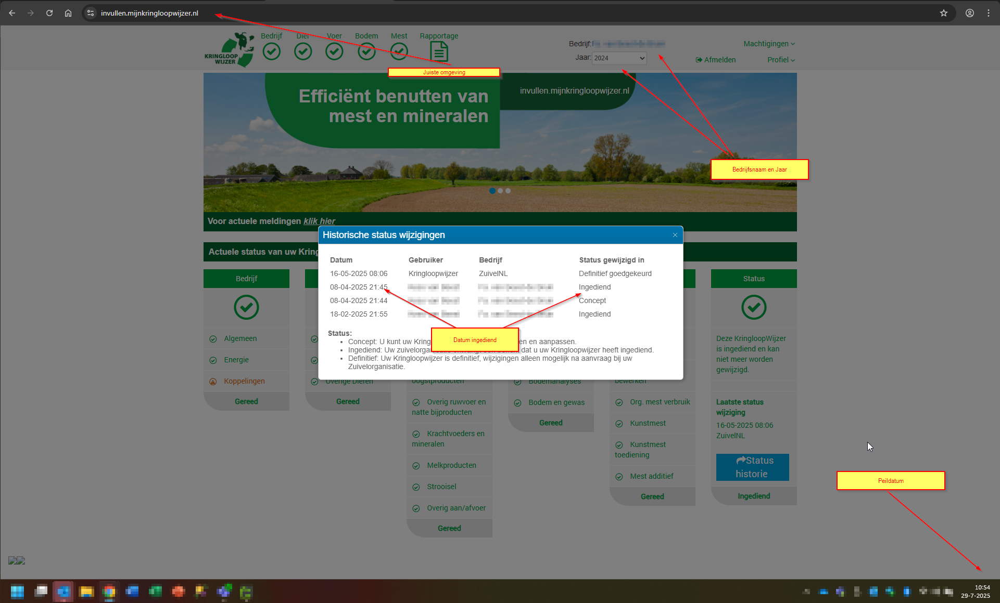 invullen.mijnkringloopwijzer.nl
KRINGLOOP
WIJZER
Bedrijf
Dier
Voer
Bodem
Mest
Rapportage
Bedrijf:
Jaar: 2024
Machtigingen
Afmelden
Profiel
Juiste omgeving
Efficiënt benutten van
mest en mineralen
invullen.mijnkringloopwijzer.nl
Bedrijfsnaam en Jaar
Voor actuele meldingen klik hier
Actuele status van uw Kring
Historische status wijzigingen
Datum Gebruiker Bedrijf Status gewijzigd in
16-05-2025 08:06 Kringloopwijzer ZuivelNL Definitief goedgekeurd
08-04-2025 21:45 Ingediend
08-04-2025 21:44 Concept
18-02-2025 21:55 Ingediend
Datum ingediend
Status:
Concept: U kunt uw Kring en en aanpassen.
Ingediend: Uw zuivelorga dat u uw Kringloopwijzer heeft ingediend.
Definitief: Uw Kringloopwijzer is definitief, wijzigingen alleen mogelijk na aanvraag bij uw
Zuivelorganisatie.
Bedrijf
Algemeen
Energie
Koppelingen
Gereed
Overige Dieren
Gereed
oogstproducten
Overig ruwvoer en
natte bijproducten
Krachtvoeders en
mineralen
Melkproducten
Strooisel
Overig aan/afvoer
Gereed
Bodemanalyses
Bodem en gewas
Gereed
bewerken
Org. mest verbruik
Kunstmest
Kunstmest
toediening
Mest additief
Gereed
Status
Deze KringloopWijzer
is ingediend en kan
niet meer worden
gewijzigd.
Laatste status
wijziging
16-05-2025 08:06
ZuivelNL
Status
historie
Ingediend
Peildatum
10:54
29-7-2025